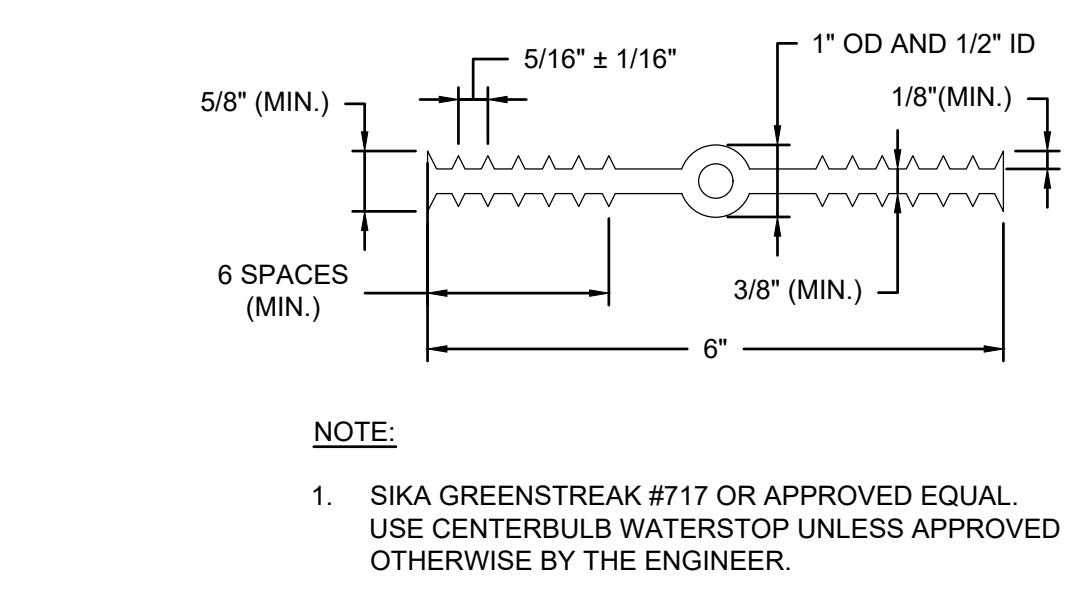 1" OD AND 1/2" ID
5/16" ± 1/16"
5/8" (MIN.)
1/8"(MIN.)
6 SPACES
(MIN.)
3/8" (MIN.)
6"
NOTE:
1. SIKA GREENSTREAK #717 OR APPROVED EQUAL.
USE CENTERBULB WATERSTOP UNLESS APPROVED
OTHERWISE BY THE ENGINEER.